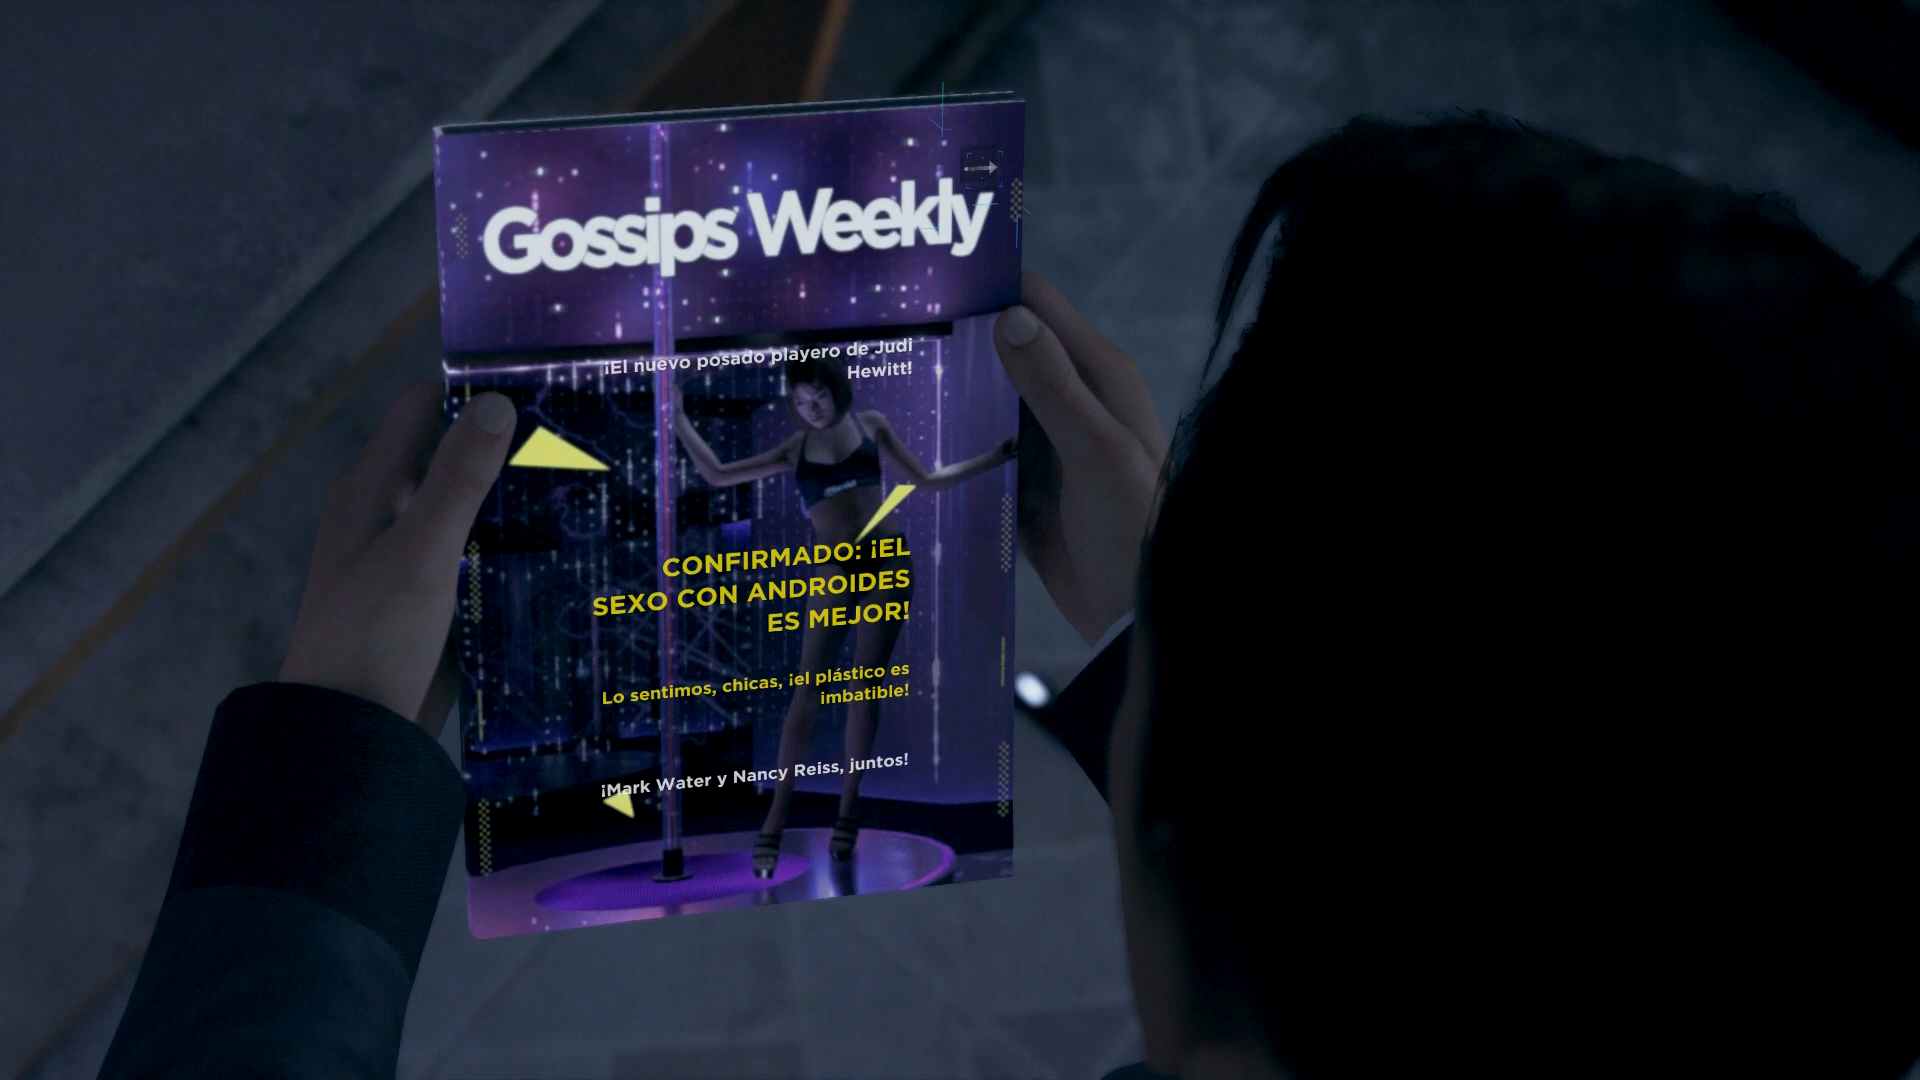 Gossips Weekly
¡El nuevo posado playero de Judi
Hewitt!
CONFIRMADO: ¡EL
SEXO CON ANDROIDES
ES MEJOR!
Lo sentimos, chicas, ¡el plástico es
imbatible!
¡Mark Water y Nancy Reiss, juntos!